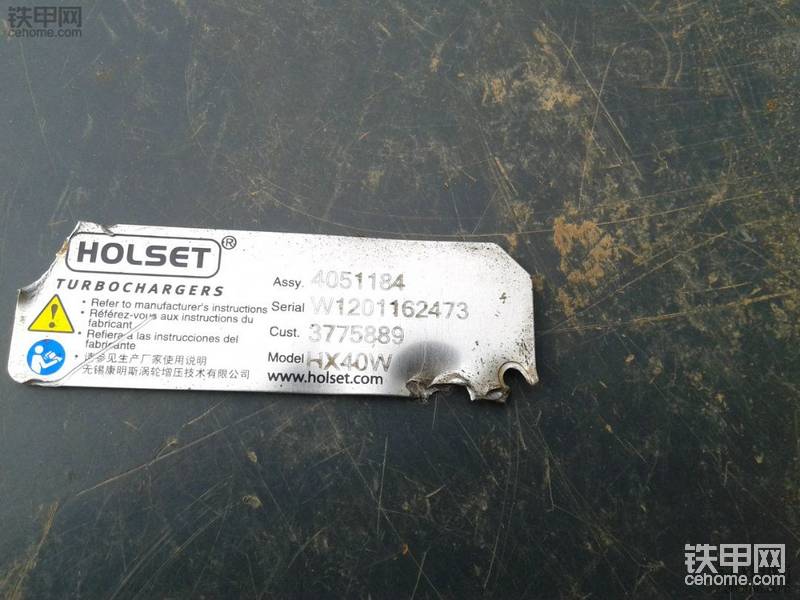 铁甲网
cehome.com
HOLSET®
TURBOCHARGERS
• Refer to manufacturer's instructions
• Référez-vous aux instructions du
fabricant
• Refiera a las instrucciones del
fabricante
• 请参见生产厂家使用说明
无锡康明斯涡轮增压技术有限公司
Assy. 4051184
Serial W1201162473
Cust. 3775889
Model HX40W
www.holset.com
铁甲网
cehome.com